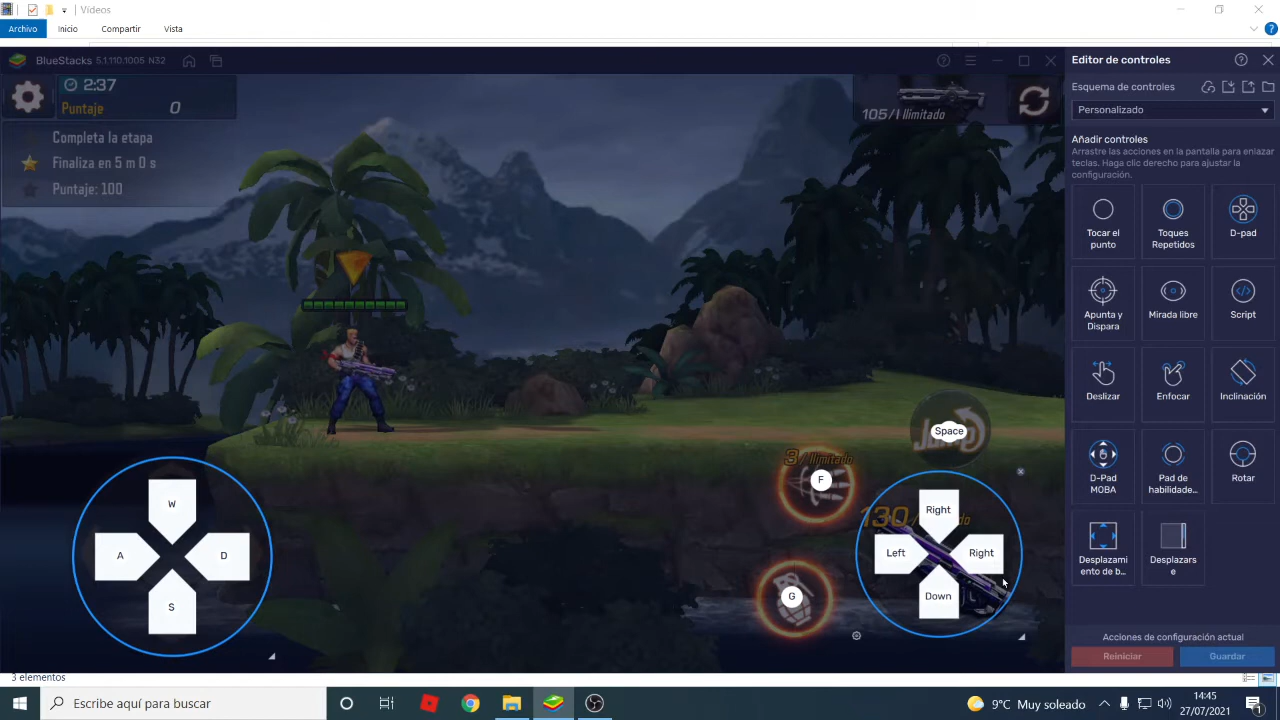 Vídeos
Archivo Inicio Compartir Vista
BlueStacks 5.1.110.1005 N32
2:37
Puntaje 0
Completa la etapa
Finaliza en 5 m 0 s
Puntaje: 100
105/Ilimitado
Space
3/Ilimitado
F
130
G
W
A
D
S
Right
Left
Right
Down
Editor de controles
Esquema de controles
Personalizado
Añadir controles
Arrastre las acciones en la pantalla para enlazar
teclas. Haga clic derecho para ajustar la
configuración.
Tocar el
punto
Toques
Repetidos
D-pad
Apunta y
Dispara
Mirada libre
Script
Deslizar
Enfocar
Inclinación
D-Pad
MOBA
Pad de
habilidade...
Rotar
Desplazami
ento de b...
Desplazars
e
Acciones de configuración actual
Reiniciar
Guardar
3 elementos
Escribe aquí para buscar
9°C Muy soleado
14:45
27/07/2021
1